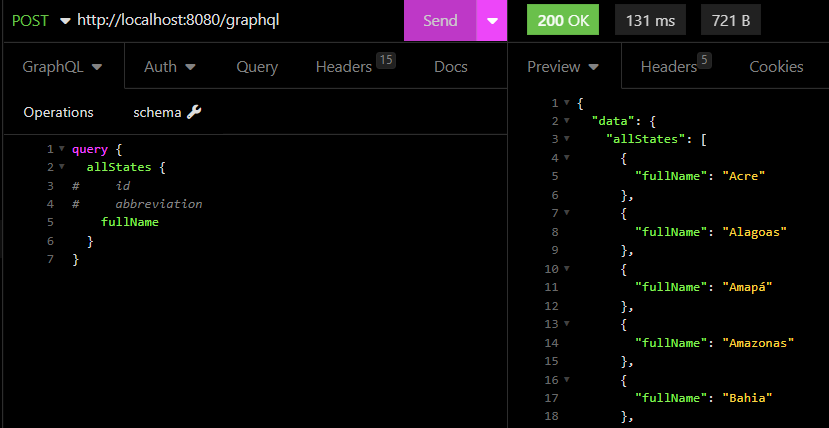 POST http://localhost:8080/graphql Send 200 OK 131 ms 721 B
GraphQL Auth Query Headers 15 Docs Preview Headers 5 Cookies
Operations schema
1 query {
2 allStates {
3 # id
4 # abbreviation
5 fullName
6 }
7 }
1 {
2 "data": {
3 "allStates": [
4 {
5 "fullName": "Acre"
6 },
7 {
8 "fullName": "Alagoas"
9 },
10 {
11 "fullName": "Amapá"
12 },
13 {
14 "fullName": "Amazonas"
15 },
16 {
17 "fullName": "Bahia"
18 },